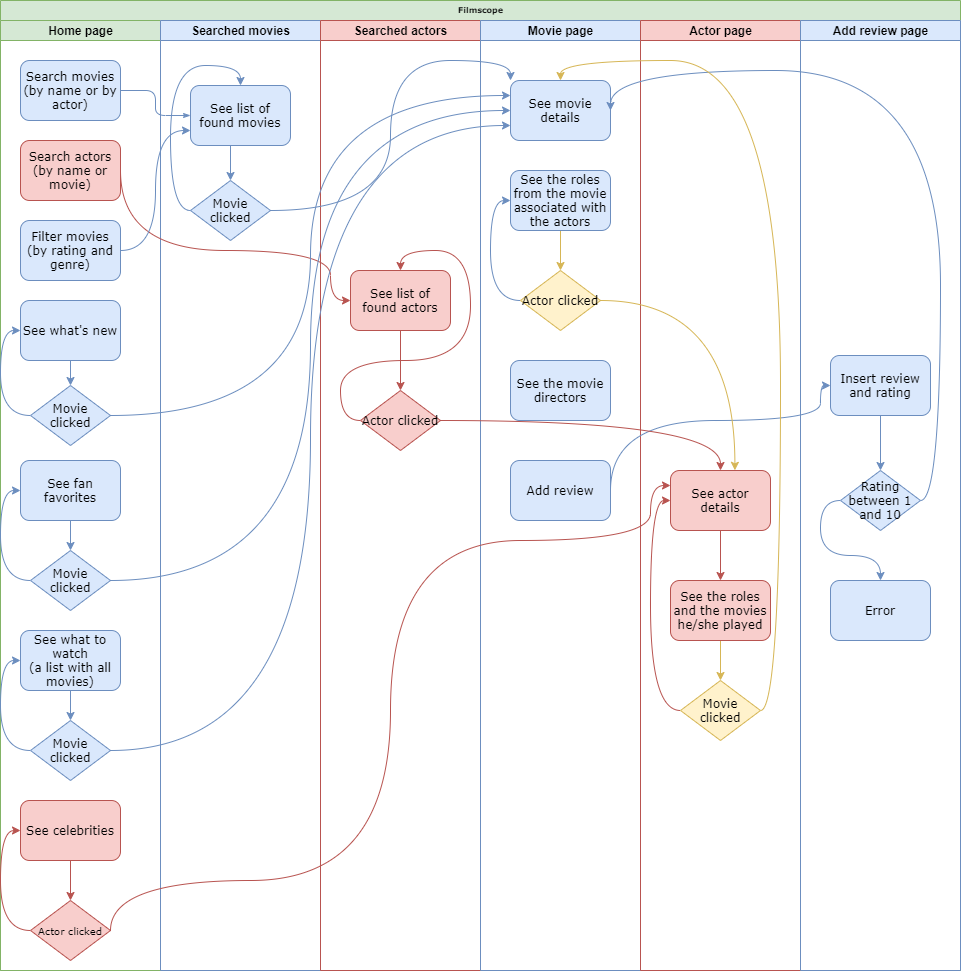 Filmscope
Home page
Searched movies
Searched actors
Movie page
Actor page
Add review page
Search movies
(by name or by
actor)
Search actors
(by name or
movie)
Filter movies
(by rating and
genre)
See what's new
Movie
clicked
See fan
favorites
Movie
clicked
See what to
watch
(a list with all
movies)
Movie
clicked
See celebrities
Actor clicked
See list of
found movies
Movie
clicked
See list of
found actors
Actor clicked
See movie
details
See the roles
from the movie
associated with
the actors
Actor clicked
See the movie
directors
Add review
See actor
details
See the roles
and the movies
he/she played
Movie
clicked
Insert review
and rating
Rating
between 1
and 10
Error